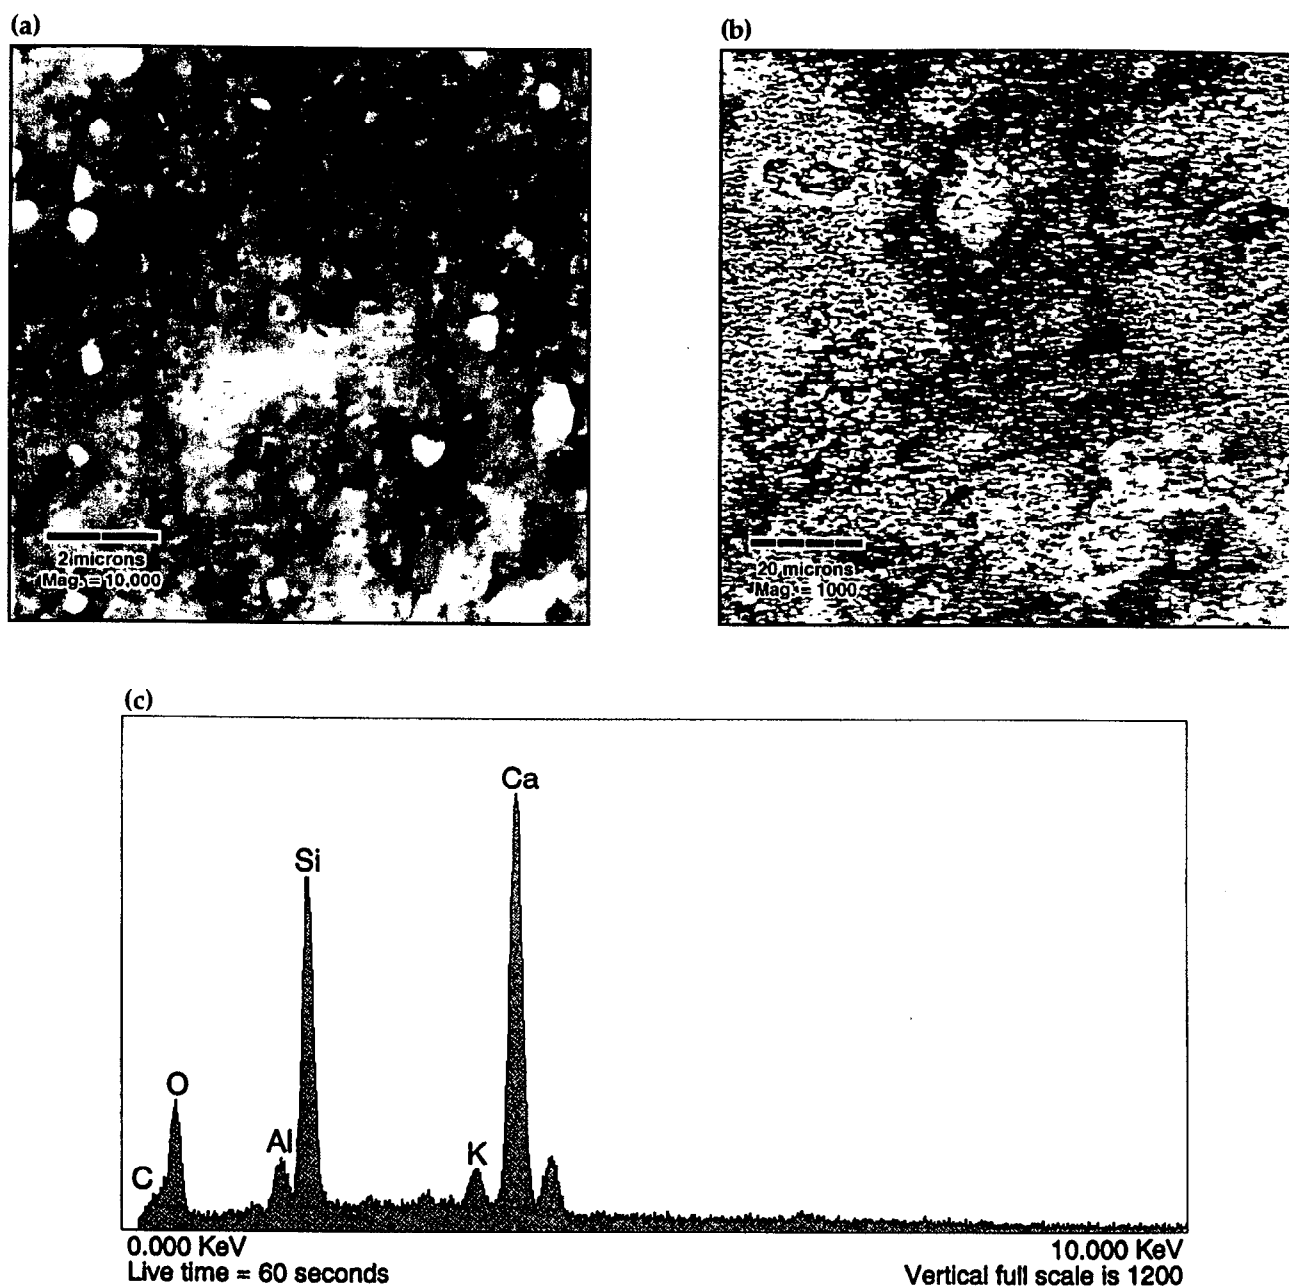 (a)
(b)
2 microns
Mag. = 10,000
20 microns
Mag. = 1000
(c)
Ca
Si
O
Al
K
C
0.000 KeV
10.000 KeV
Live time = 60 seconds
Vertical full scale is 1200